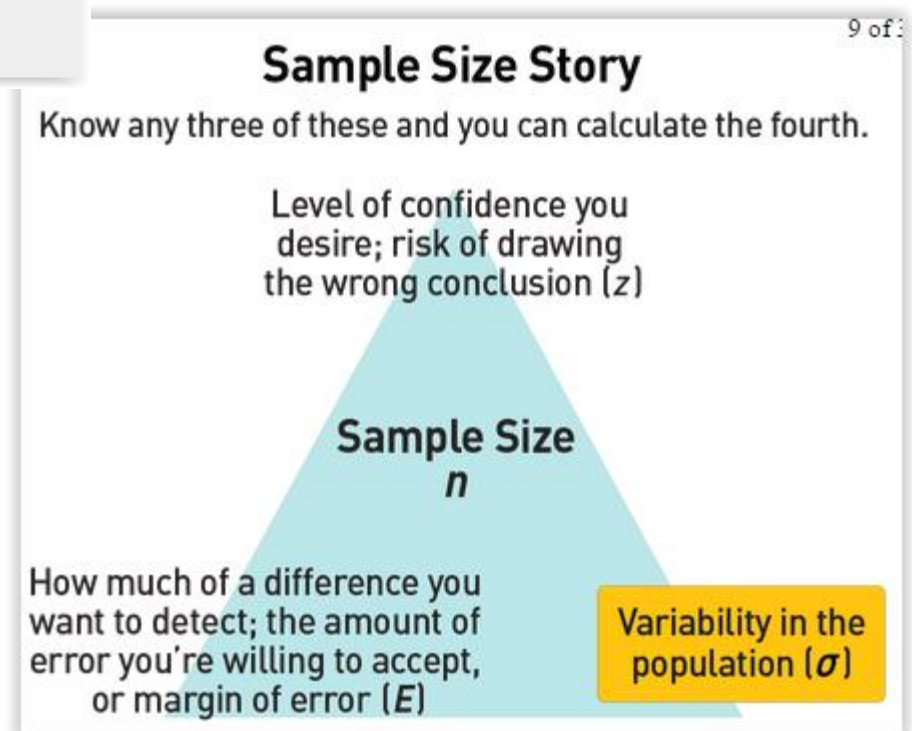 9 of
Sample Size Story
Know any three of these and you can calculate the fourth.
Level of confidence you
desire; risk of drawing
the wrong conclusion (z)
Sample Size
n
How much of a difference you
want to detect; the amount of
error you're willing to accept,
or margin of error (E)
Variability in the
population (σ)